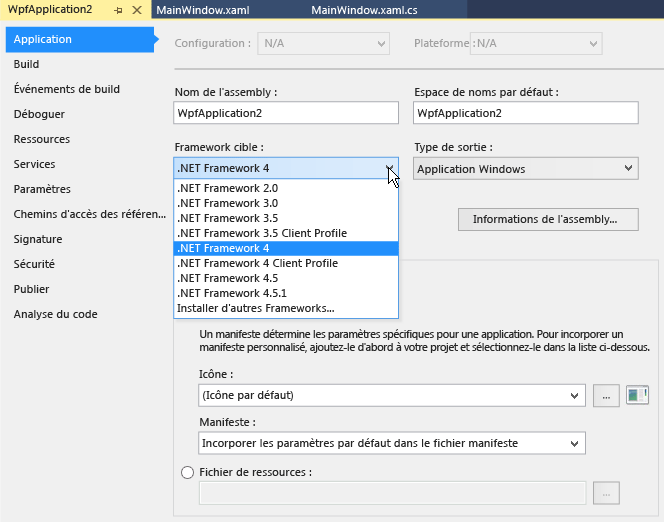 WpfApplication2
MainWindow.xaml
MainWindow.xaml.cs
Application
Build
Événements de build
Déboguer
Ressources
Services
Paramètres
Chemins d'accès des référen...
Signature
Sécurité
Publier
Analyse du code
Configuration :
N/A
Plateforme :
N/A
Nom de l'assembly :
Espace de noms par défaut :
WpfApplication2
WpfApplication2
Framework cible :
Type de sortie :
.NET Framework 4
Application Windows
.NET Framework 2.0
.NET Framework 3.0
.NET Framework 3.5
.NET Framework 3.5 Client Profile
.NET Framework 4
.NET Framework 4 Client Profile
.NET Framework 4.5
.NET Framework 4.5.1
Installer d'autres Frameworks...
Informations de l'assembly...
Un manifeste détermine les paramètres spécifiques pour une application. Pour incorporer un
manifeste personnalisé, ajoutez-le d'abord à votre projet et sélectionnez-le dans la liste ci-dessous.
Icône :
(Icône par défaut)
...
Manifeste :
Incorporer les paramètres par défaut dans le fichier manifeste
Fichier de ressources :
...